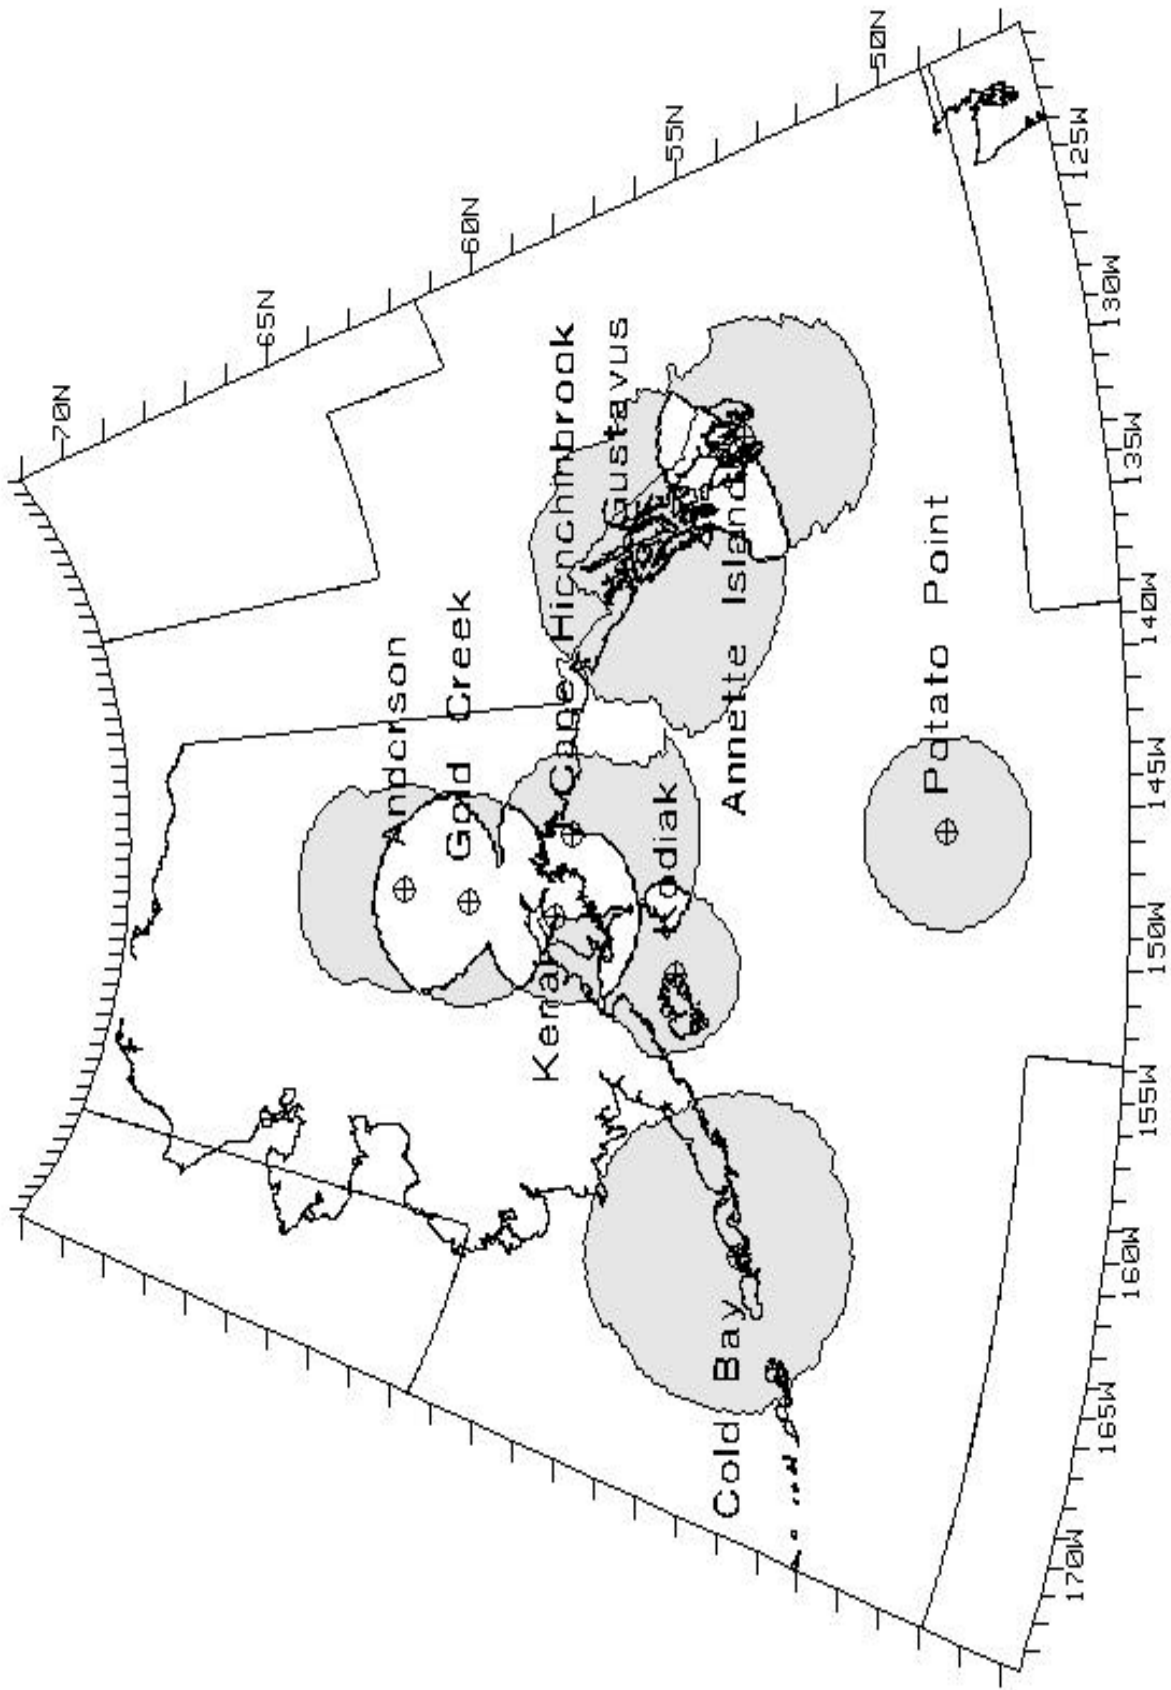 70N
65N
60N
55N
50N
Anderson
Gold Creek
Cape Hicnchinbrook
Gustavus
Kenai
Kodiak
Annette Island
Cold Bay
Potato Point
170W
165W
160W
155W
150W
145W
140W
135W
130W
125W